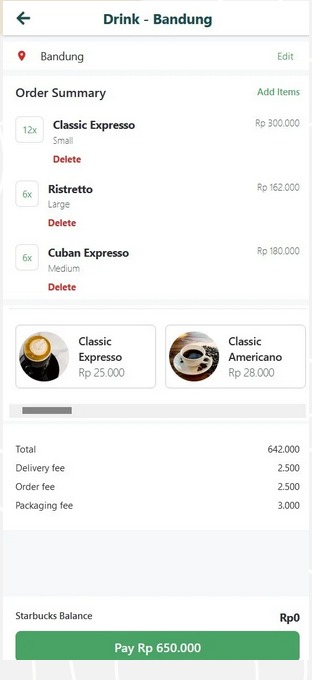 Drink - Bandung
Bandung Edit
Order Summary Add Items
12x Classic Expresso Rp 300.000
Small
Delete
6x Ristretto Rp 162.000
Large
Delete
6x Cuban Expresso Rp 180.000
Medium
Delete
Classic
Expresso
Rp 25.000
Classic
Americano
Rp 28.000
Total 642.000
Delivery fee 2.500
Order fee 2.500
Packaging fee 3.000
Starbucks Balance Rp0
Pay Rp 650.000